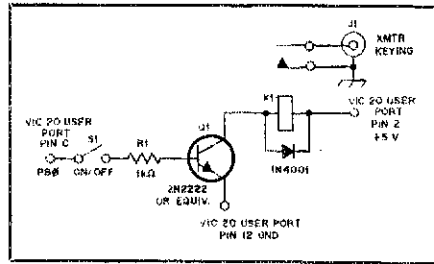 J1
XMTR
KEYING
K1
VIC 20 USER
PORT
PIN 2
+5 V
1N4001
Q1
VIC 20 USER
PORT
PIN C
PBØ
S1
ON/OFF
R1
1kΩ
2N2222
OR EQUIV.
VIC 20 USER PORT
PIN 12 GND